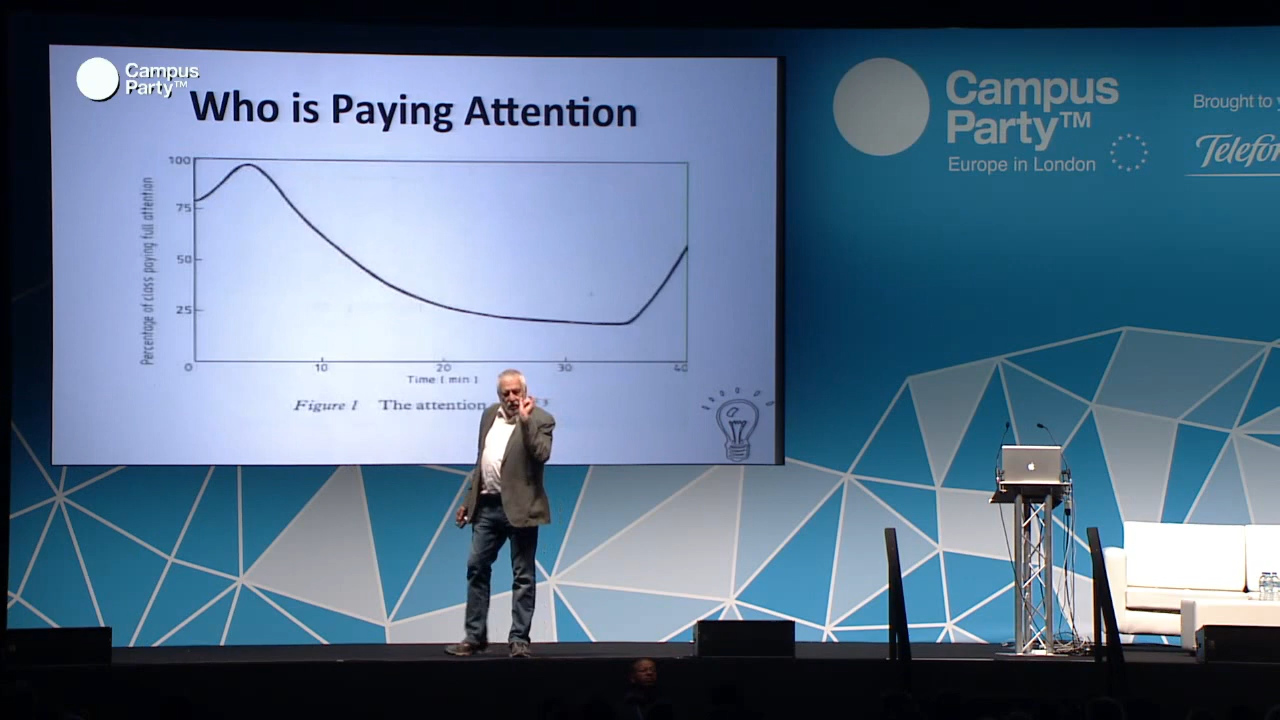 Campus
Party™
Who is Paying Attention
100
75
50
25
0
10
20
30
40
Percentage of class paying full attention
Time ( min )
Figure 1 The attention
Campus
Party™
Europe in London
Brought to